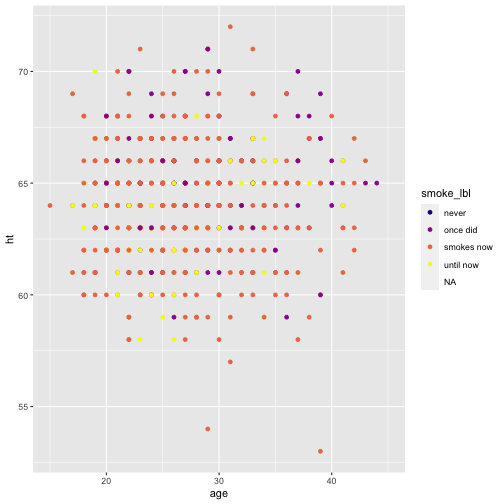 70
65
60
55
ht
20
30
40
age
smoke_lbl
never
once did
smokes now
until now
NA